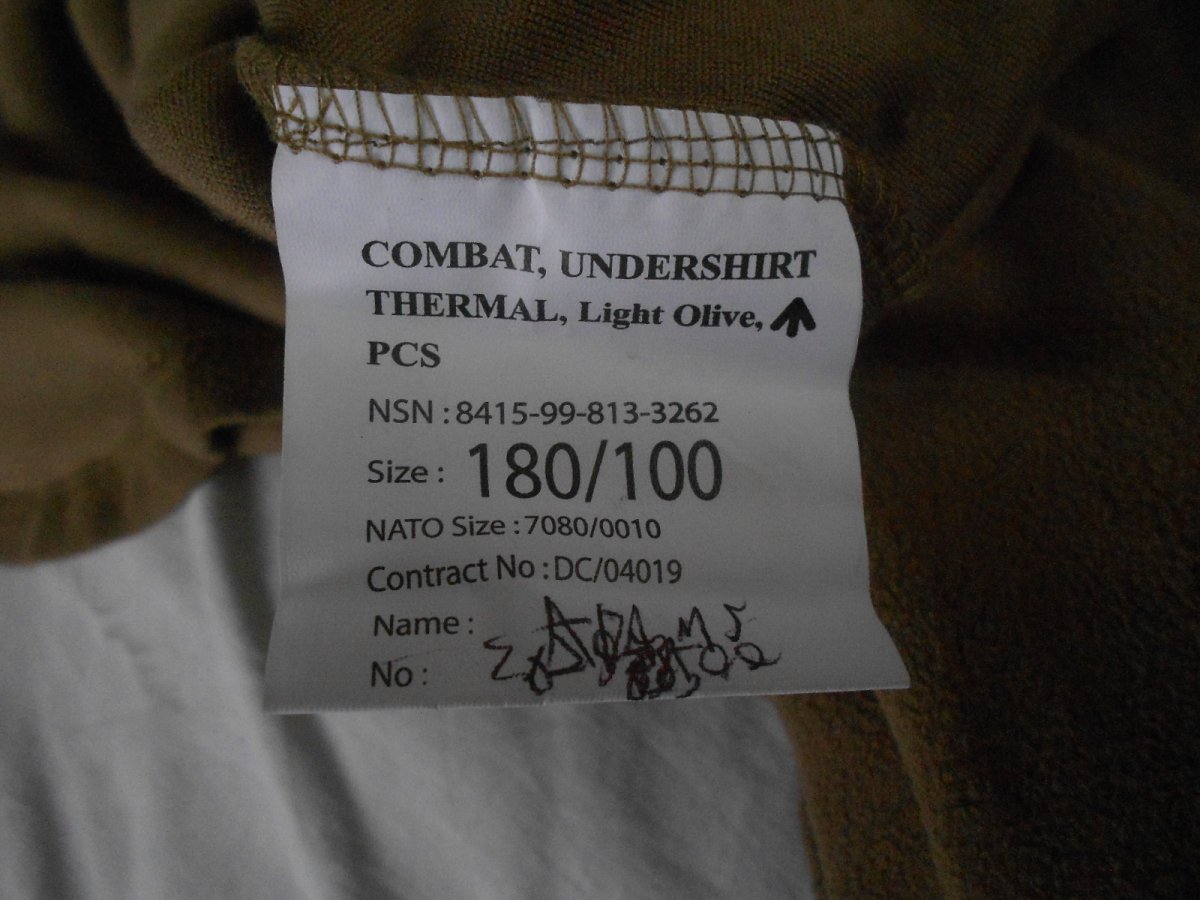 COMBAT, UNDERSHIRT
THERMAL, Light Olive,
PCS
NSN : 8415-99-813-3262
Size : 180/100
NATO Size : 7080/0010
Contract No : DC/04019
Name :
No :